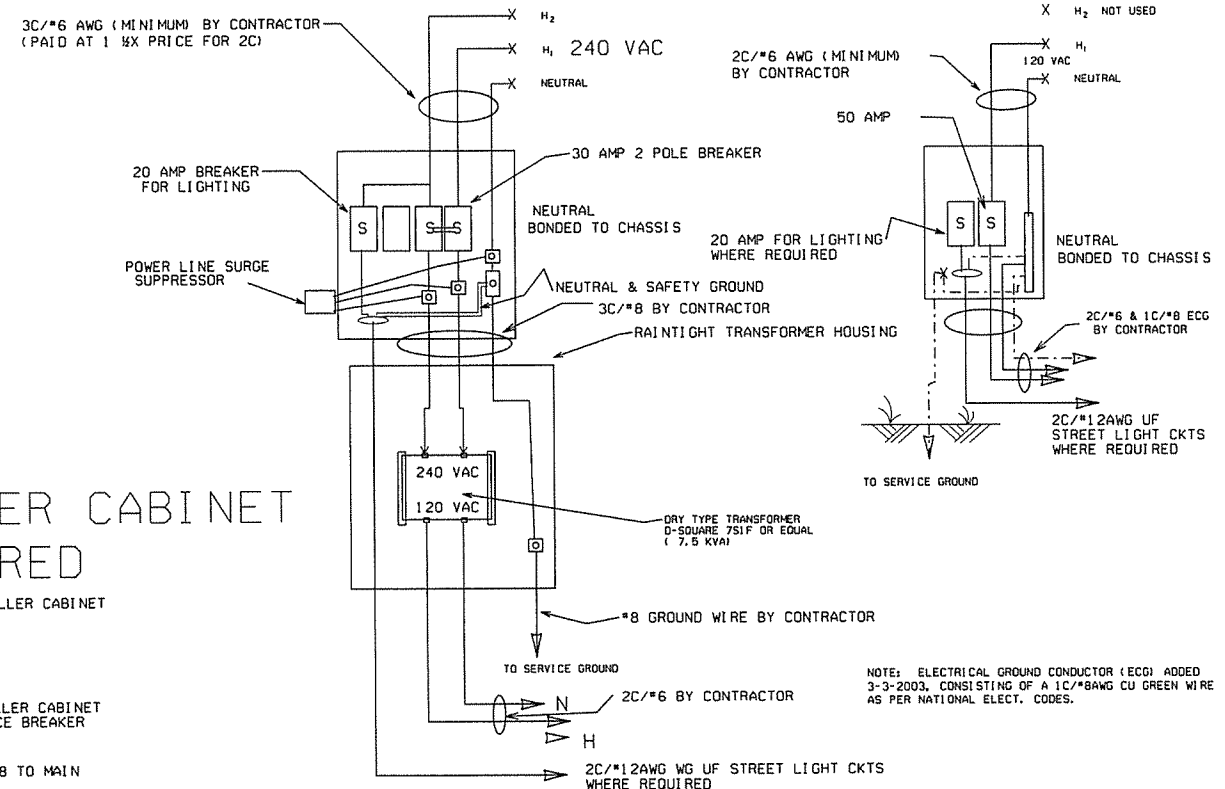 3C/#6 AWG (MINIMUM) BY CONTRACTOR
(PAID AT 1 ½X PRICE FOR 2C)
X H₂
X H₁ 240 VAC
X NEUTRAL
20 AMP BREAKER
FOR LIGHTING
30 AMP 2 POLE BREAKER
S
S S
NEUTRAL
BONDED TO CHASSIS
POWER LINE SURGE
SUPPRESSOR
NEUTRAL & SAFETY GROUND
3C/#8 BY CONTRACTOR
RAINTIGHT TRANSFORMER HOUSING
240 VAC
120 VAC
DRY TYPE TRANSFORMER
D-SQUARE 7S1F OR EQUAL
( 7.5 KVA)
#8 GROUND WIRE BY CONTRACTOR
TO SERVICE GROUND
2C/#6 BY CONTRACTOR
N
H
2C/#12AWG WG UF STREET LIGHT CKTS
WHERE REQUIRED
X H₂ NOT USED
X H₁
120 VAC
X NEUTRAL
2C/#6 AWG (MINIMUM)
BY CONTRACTOR
50 AMP
S S
20 AMP FOR LIGHTING
WHERE REQUIRED
NEUTRAL
BONDED TO CHASSIS
2C/#6 & 1C/#8 ECG
BY CONTRACTOR
2C/#12AWG UF
STREET LIGHT CKTS
WHERE REQUIRED
TO SERVICE GROUND
NOTE: ELECTRICAL GROUND CONDUCTOR (ECG) ADDED
3-3-2003, CONSISTING OF A 1C/#8AWG CU GREEN WIRE
AS PER NATIONAL ELECT. CODES.
ER CABINET
RED
LLER CABINET
LLER CABINET
CE BREAKER
8 TO MAIN